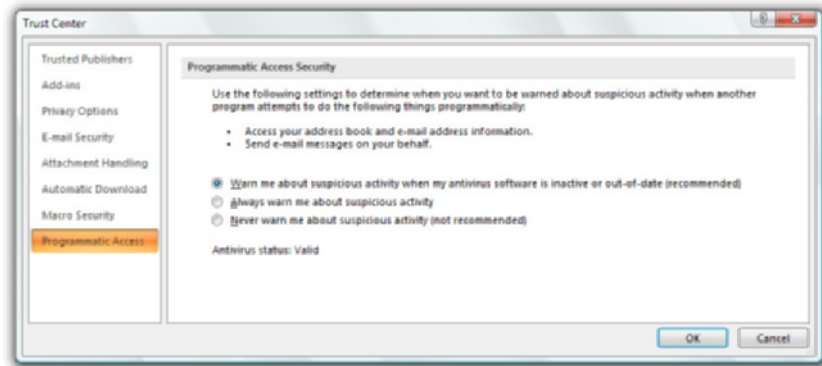 Trust Center
Trusted Publishers
Add-ins
Privacy Options
E-mail Security
Attachment Handling
Automatic Download
Macro Security
Programmatic Access
Programmatic Access Security
Use the following settings to determine when you want to be warned about suspicious activity when another
program attempts to do the following things programmatically:
• Access your address book and e-mail address information.
• Send e-mail messages on your behalf.
Warn me about suspicious activity when my antivirus software is inactive or out-of-date (recommended)
Always warn me about suspicious activity
Never warn me about suspicious activity (not recommended)
Antivirus status: Valid
OK
Cancel